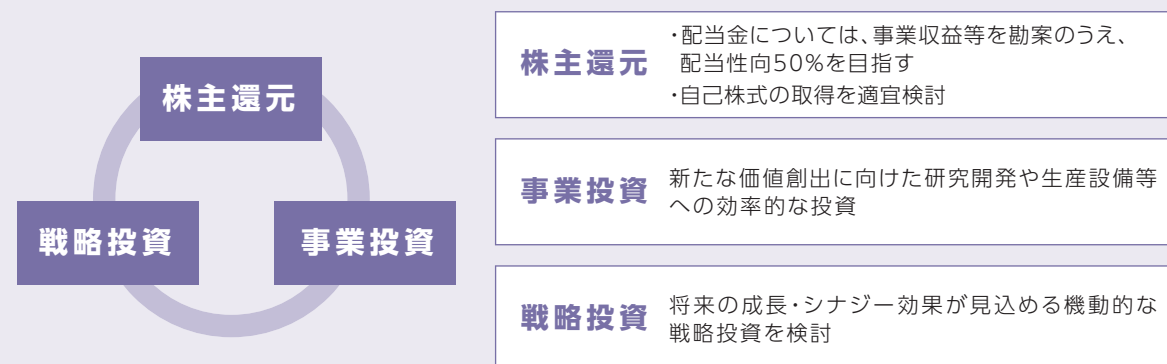 株主還元
戦略投資
事業投資
株主還元
・配当金については、事業収益等を勘案のうえ、
配当性向50%を目指す
・自己株式の取得を適宜検討
事業投資
新たな価値創出に向けた研究開発や生産設備等
への効率的な投資
戦略投資
将来の成長・シナジー効果が見込める機動的な
戦略投資を検討